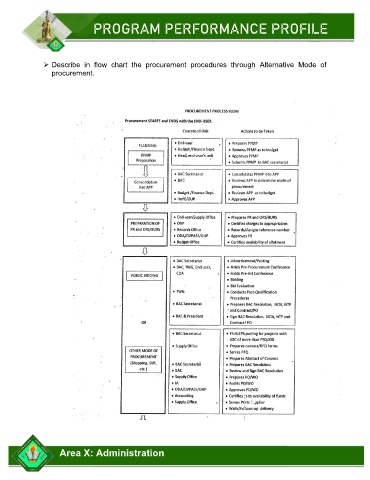 PROGRAM PERFORMANCE PROFILE
➢ Describe in flow chart the procurement procedures through Alternative Mode of
procurement.
PROCUREMENT PROCESS FLOW
Procurement STARTS and ENDS with the END-USER.
Concerned Unit
Actions to be Taken
PLANNING
PPMP
Preparation
• End-user
• Budget/Finance Dept.
• Head, end user's unit
• Prepares PPMP
• Reviews PPMP as to budget
• Approves PPMP
• Submits PPMP to BAC secretariat
Consolidation
into APP
• BAC Secretariat
• BAC
• Budget /Finance Dept.
• HoPE/OUP
• Consolidates PPMP into APP
• Reviews APP to determine mode of
procurement
• Reviews APP as to budget
• Approves APP
PREPARATION OF
PR and ORS/BURS
• End-user/Supply Office
• OVP
• Records Office
• ODA/OVPASS/OUP
• Budget Office
• Prepares PR and ORS/BURS
• Certifies charges to appropriation
• Records/Assigns reference number
• Approves PR
• Certifies availability of allotment
PUBLIC BIDDING
OR
• BAC Secretariat
• BAC, TWG, End-user,
COA
• TWG
• BAC Secretariat
• BAC & President
• Advertisement/Posting
• Holds Pre-Procurement Conference
• Holds Pre-Bid Conference
• Bidding
• Bid Evaluation
• Conducts Post-Qualification
Procedures
• Prepares BAC Resolution, NOA, NTP
and Contract/PO
• Sign BAC Resolution, NOA, NTP and
Contract/ PO
OTHER MODE OF
PROCUREMENT
(Shopping, SVP,
etc.)
• BAC Secretariat
• Supply Office
• BAC Secretariat
• BAC
• Supply Office
• IA
• ODA/OVPASS/OUP
• Accounting
• Supply Office
• PhilGEPS posting for projects with
ABC of more than P50,000
• Prepares canvass/RFQ forms
• Serves RFQ
• Prepares Abstract of Canvass
• Prepares BAC Resolution
• Review and Sign BAC Resolution
• Prepares PO/WO
• Audits PO/WO
• Approves PO/WO
• Certifies as to availability of funds
• Serves
• Waits/Follows-up delivery
Area X: Administration